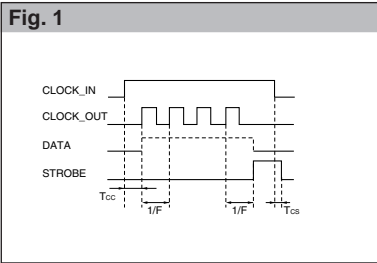 Fig. 1
CLOCK_IN
CLOCK_OUT
DATA
STROBE
Tcc
1/F
1/F
Tcs